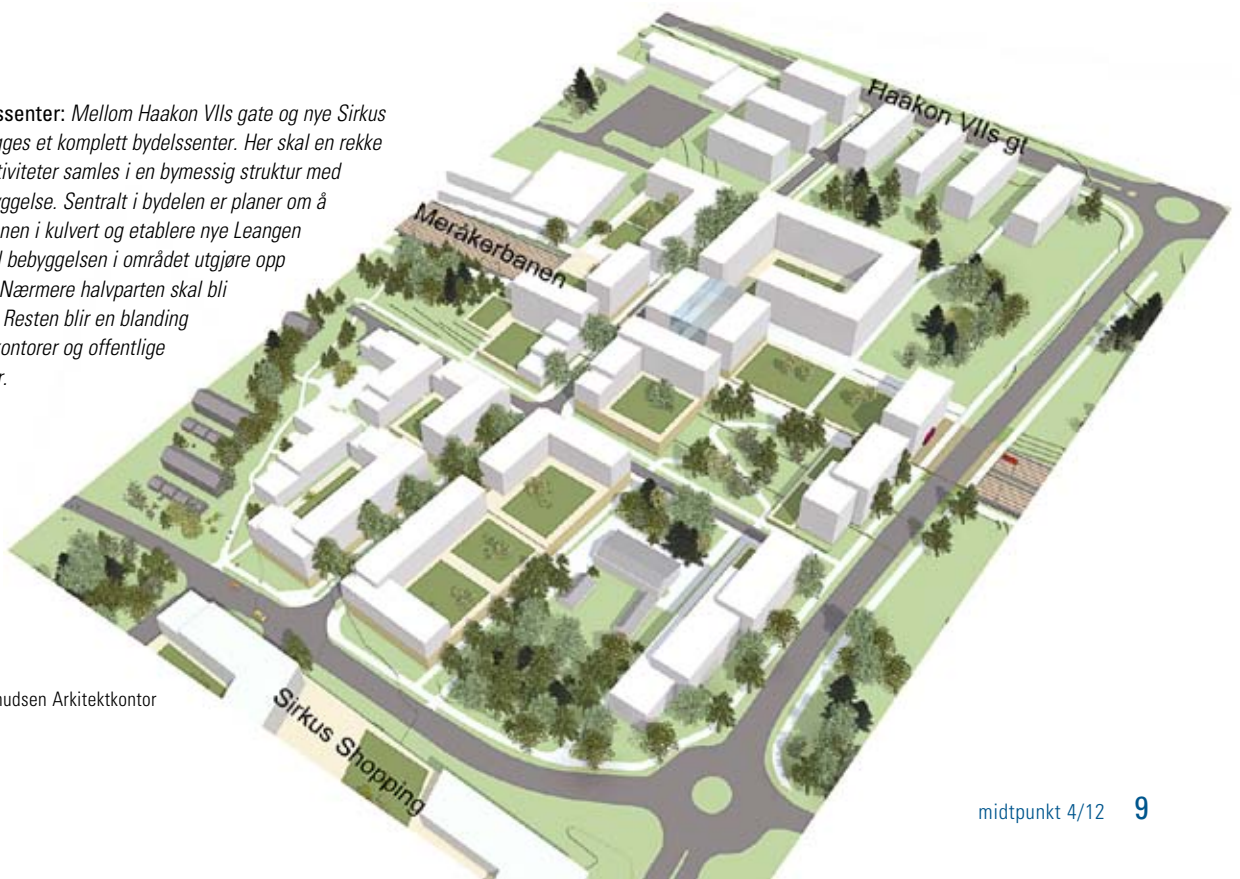 ssenter: Mellom Haakon VIIs gate og nye Sirkus
gges et komplett bydelssenter. Her skal en rekke
tiviteter samles i en bymessig struktur med
yggelse. Sentralt i bydelen er planer om å
nen i kulvert og etablere nye Leangen
l bebyggelsen i området utgjøre opp
Nærmere halvparten skal bli
Resten blir en blanding
ontorer og offentlige
r.
Haakon VIIs gt
Meråkerbanen
Sirkus Shopping
nudsen Arkitektkontor
midtpunkt 4/12 9